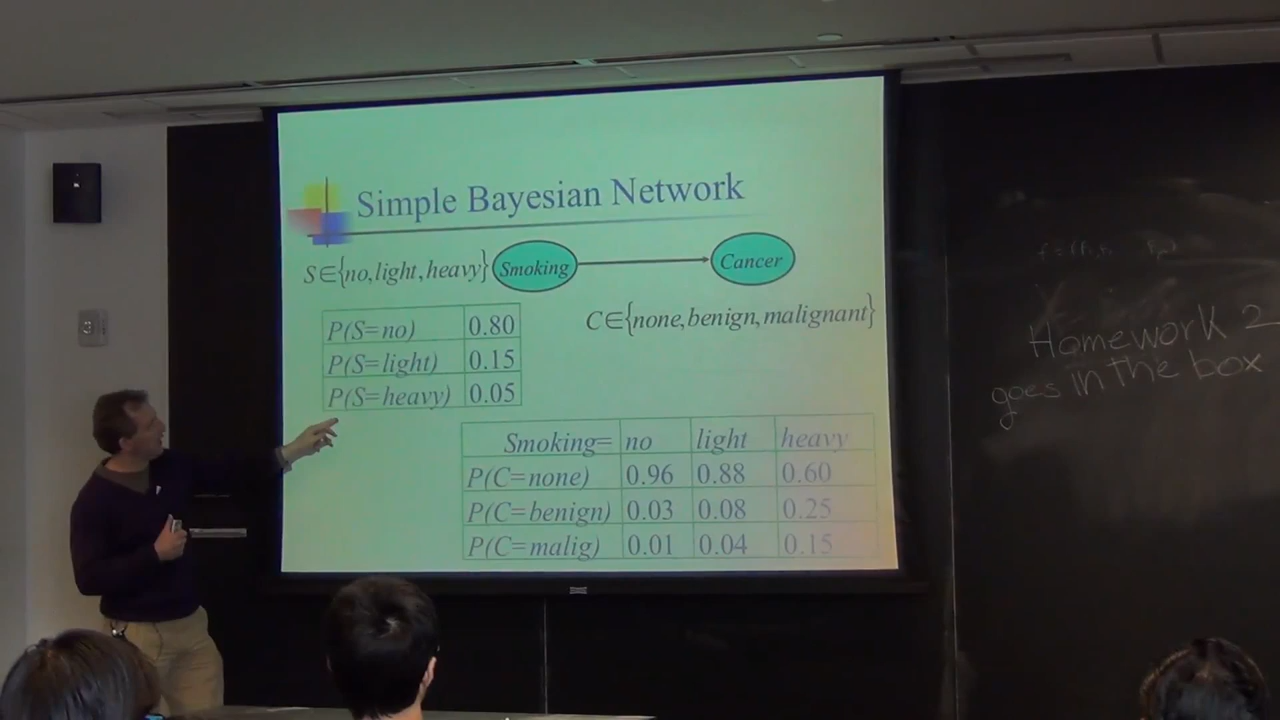 Simple Bayesian Network
S∈{no,light,heavy}
Smoking
Cancer
C∈{none,benign,malignant}
P(S=no) 0.80
P(S=light) 0.15
P(S=heavy) 0.05
Smoking= no light heavy
P(C=none) 0.96 0.88 0.60
P(C=benign) 0.03 0.08 0.25
P(C=malig) 0.01 0.04 0.15
Homework 2
goes in the box